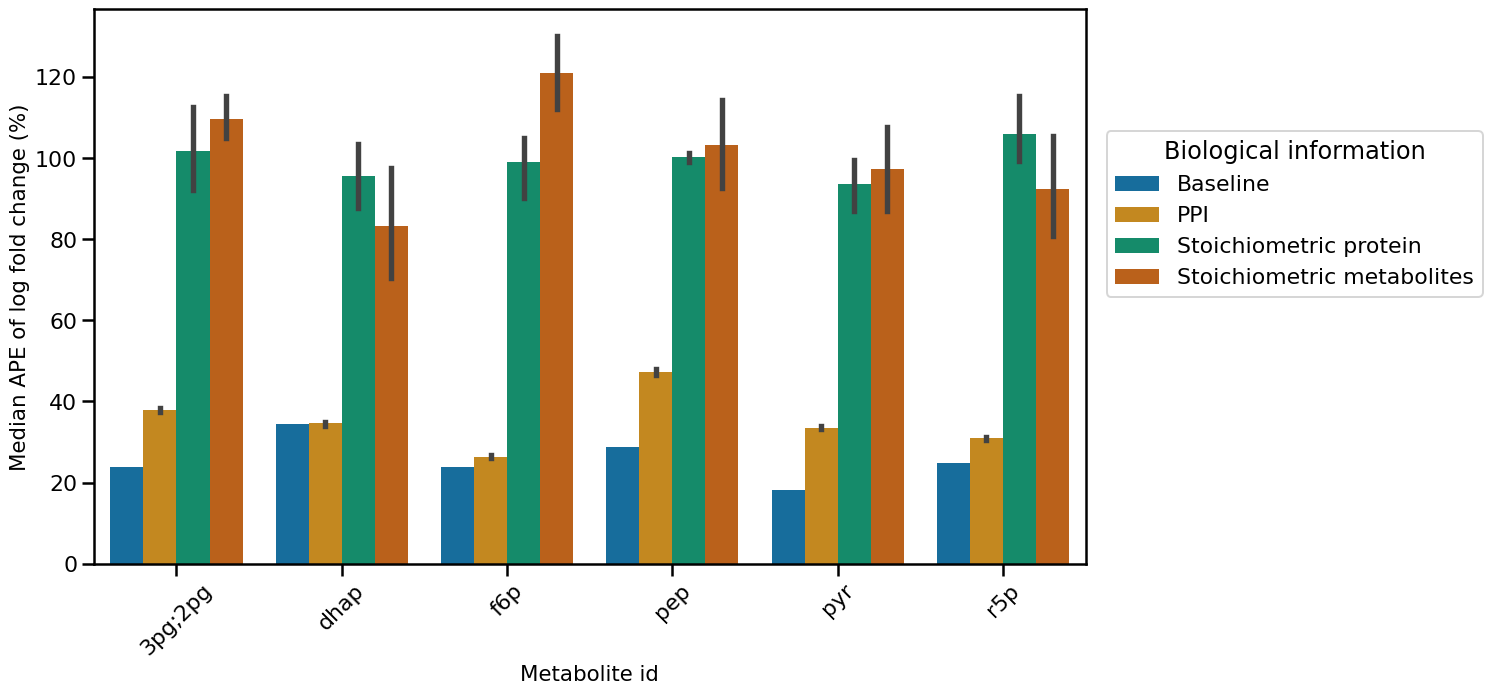 Median APE of log fold change (%)
120
100
80
60
40
20
0
3pg;2pg
dhap
f6p
pep
pyr
r5p
Metabolite id
Biological information
Baseline
PPI
Stoichiometric protein
Stoichiometric metabolites